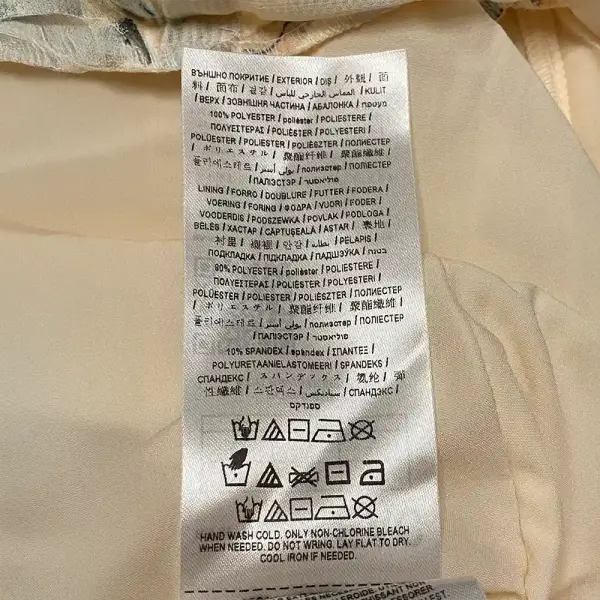 ВЪНШНО ПОКРИТИЕ / EXTERIOR / DIŞ / 外観 / 面
料 / 面布 / 겉감 / القماش الخارجي للباس / KULIT
/ ВЕРХ / ЗОВНІШНЯ ЧАСТИНА / АБАЛОНКА / מעטפת
100% POLYESTER / poliéster / POLIESTERE /
ΠΟΛΥΕΣΤΕΡΑΣ / POLIÉSTER / POLYESTERI /
POLÜESTER / POLIESTER / POLIÉSZTER / ПОЛИЕСТЕР
/ ポリエステル / 聚酯纤维 / 聚酯纖維 /
폴리에스테르 / بولي أستر / полиэстер / ПОЛІЕСТЕР
/ ПАЛІЭСТЭР / פוליאסטר
LINING / FORRO / DOUBLURE / FUTTER / FODERA /
VOERING / FORING / ΦΟΔΡΑ / VUORI / FODER /
VOODERDIS / PODSZEWKA / POVLAK / PODLOGA /
BÉLÉS / ХАСТАР / CĂPTUŞEALĂ / ASTAR / 裏地 /
衬里 / 襯裡 / 안감 / بطانة / PELAPIS /
ПОДКЛАДКА / ПІДКЛАДКА / ПАДШЭЎКА / בטנה
90% POLYESTER / poliéster / POLIESTERE /
ΠΟΛΥΕΣΤΕΡΑΣ / POLIÉSTER / POLYESTERI /
POLÜESTER / POLIESTER / POLIÉSZTER / ПОЛИЕСТЕР
/ ポリエステル / 聚酯纤维 / 聚酯纖維 /
폴리에스테르 / بولي أستر / полиэстер / ПОЛІЕСТЕР
/ ПАЛІЭСТЭР / פוליאסטר
10% SPANDEX / spandex / ΣΠΑΝΤΕΞ /
POLYURETAANIELASTOMEERI / SPANDEKS /
СПАНДЕКС / スパンデックス / 氨纶 / 彈
性纖維 / 스판덱스 / سباندكس / СПАНДЭКС /
ספנדקס
HAND WASH COLD. ONLY NON-CHLORINE BLEACH
WHEN NEEDED. DO NOT WRING. LAY FLAT TO DRY.
COOL IRON IF NEEDED.